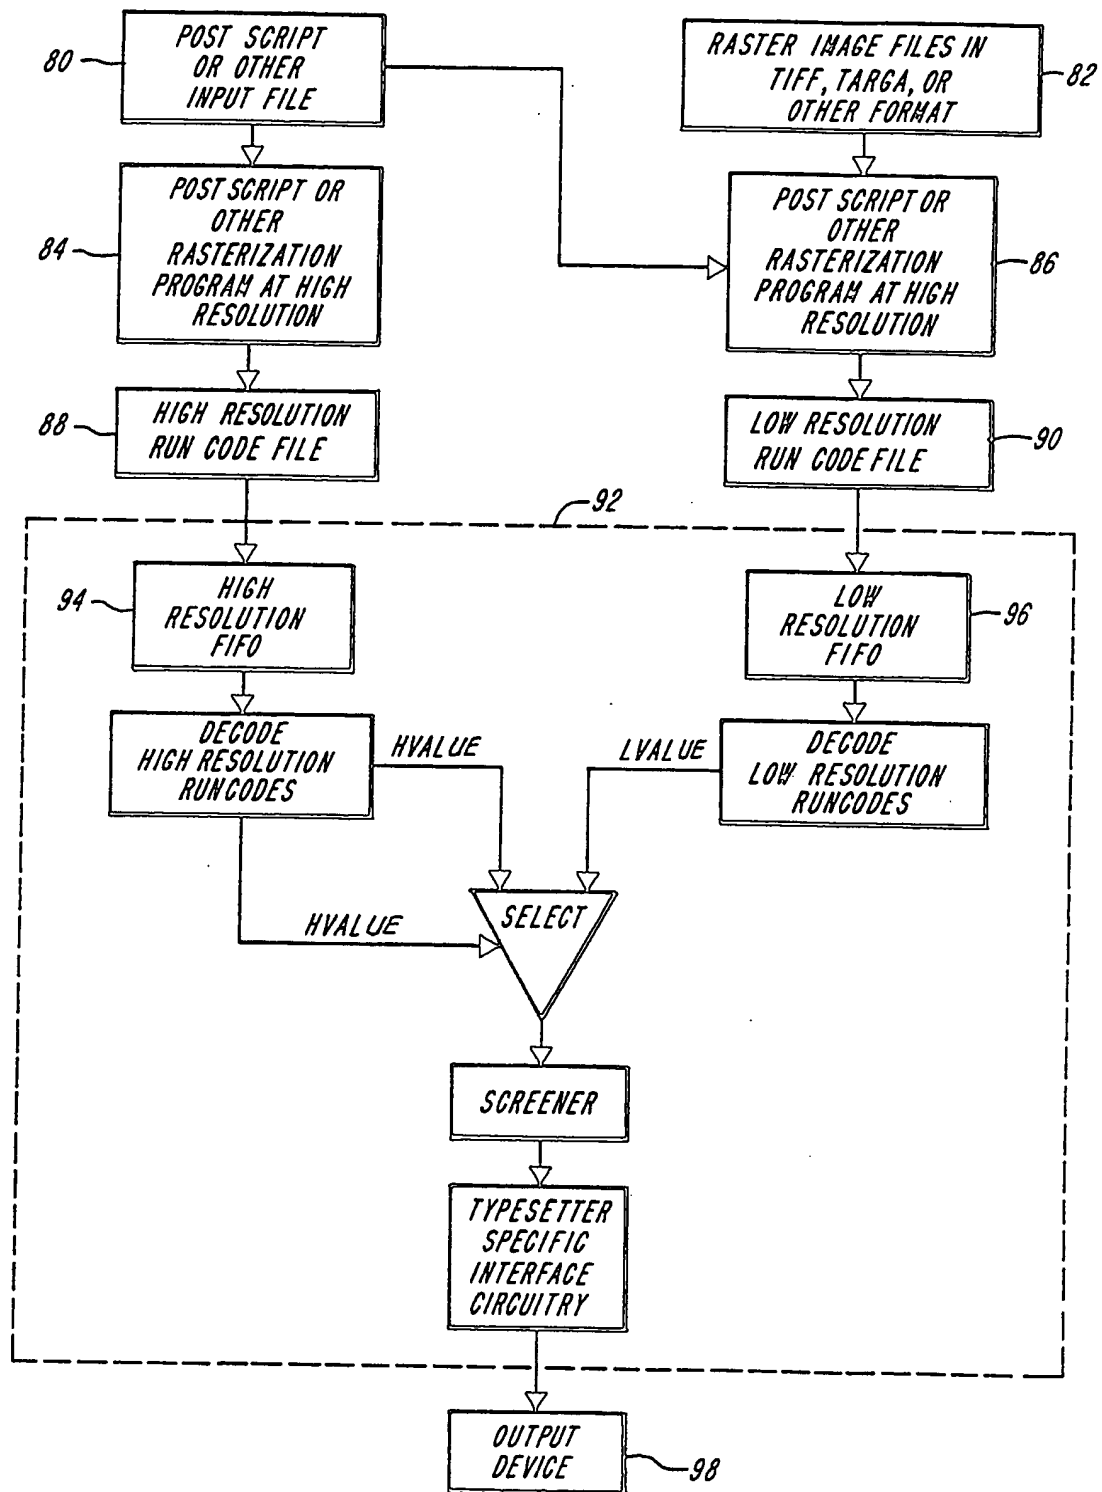 80
POST SCRIPT
OR OTHER
INPUT FILE
RASTER IMAGE FILES IN
TIFF, TARGA, OR
OTHER FORMAT
82
84
POST SCRIPT OR
OTHER
RASTERIZATION
PROGRAM AT HIGH
RESOLUTION
POST SCRIPT OR
OTHER
RASTERIZATION
PROGRAM AT HIGH
RESOLUTION
86
88
HIGH RESOLUTION
RUN CODE FILE
LOW RESOLUTION
RUN CODE FILE
90
92
94
HIGH
RESOLUTION
FIFO
LOW
RESOLUTION
FIFO
96
DECODE
HIGH RESOLUTION
RUNCODES
HVALUE
LVALUE
DECODE
LOW RESOLUTION
RUNCODES
HVALUE
SELECT
SCREENER
TYPESETTER
SPECIFIC
INTERFACE
CIRCUITRY
OUTPUT
DEVICE
98